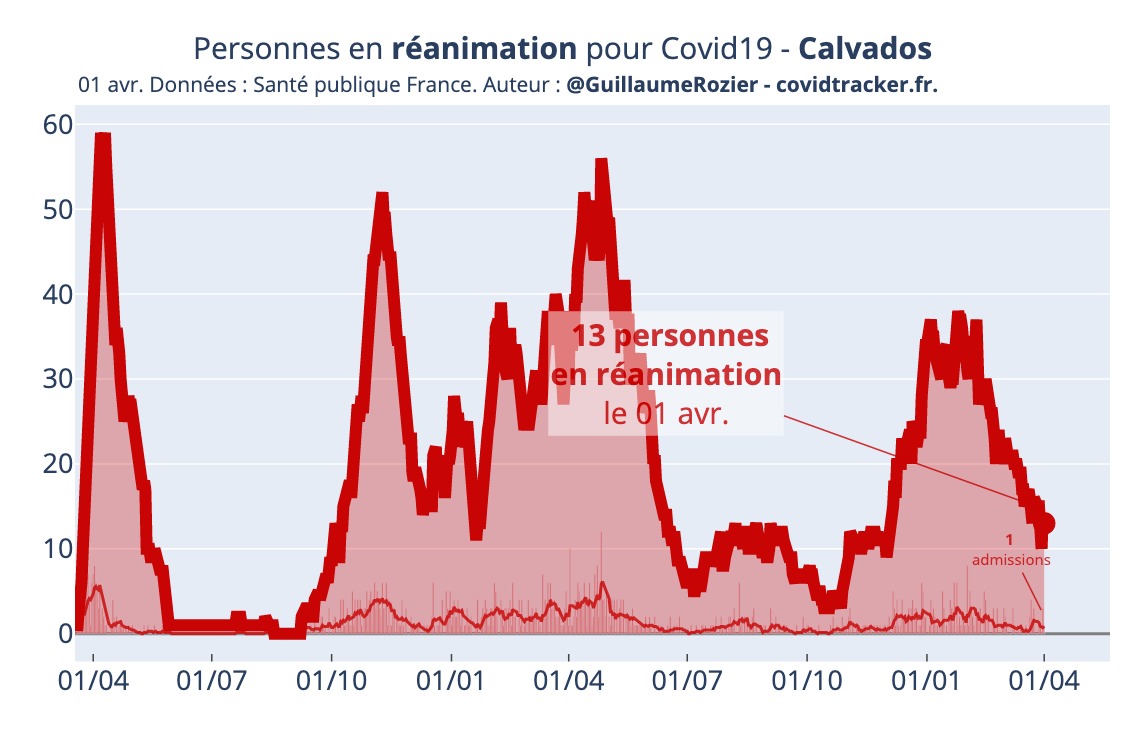 Personnes en réanimation pour Covid19 - Calvados
01 avr. Données : Santé publique France. Auteur : @GuillaumeRozier - covidtracker.fr.
60
50
40
30
20
10
0
13 personnes
en réanimation
le 01 avr.
1
admissions
01/04 01/07 01/10 01/01 01/04 01/07 01/10 01/01 01/04